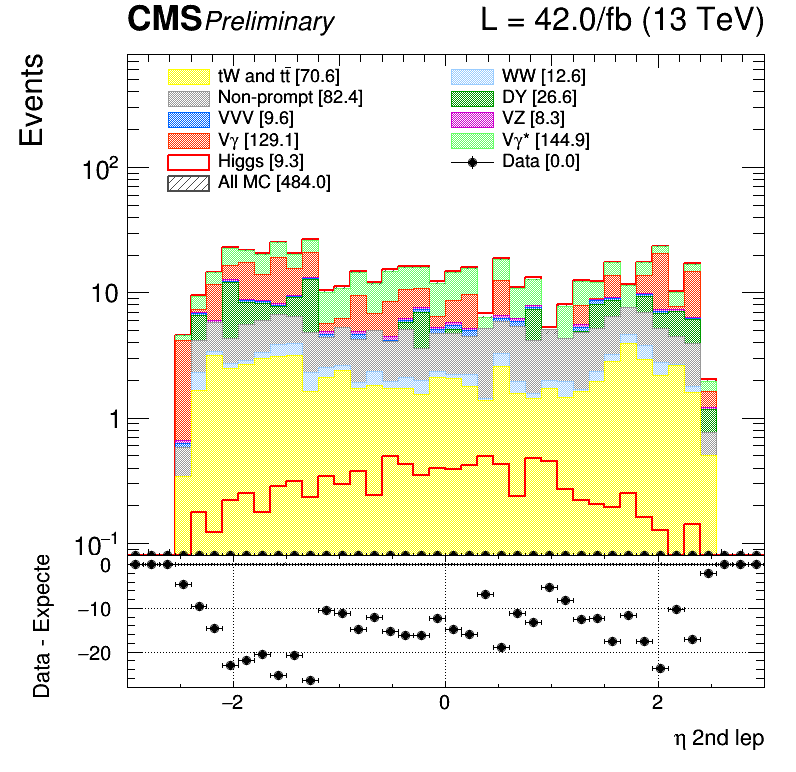 CMS Preliminary L = 42.0/fb (13 TeV)
Events
tW and tt̄ [70.6] WW [12.6]
Non-prompt [82.4] DY [26.6]
VVV [9.6] VZ [8.3]
Vγ [129.1] Vγ* [144.9]
Higgs [9.3] Data [0.0]
All MC [484.0]
10²
10
1
10⁻¹
Data - Expecte
0
−10
−20
−2 0 2
η 2nd lep